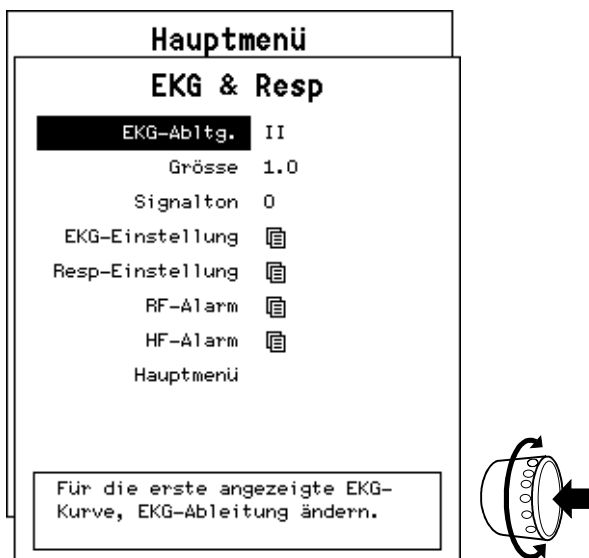 Hauptmenü
EKG & Resp
EKG-Abltg. II
Grösse 1.0
Signalton 0
EKG-Einstellung
Resp-Einstellung
RF-Alarm
HF-Alarm
Hauptmenü
Für die erste angezeigte EKG-
Kurve, EKG-Ableitung ändern.